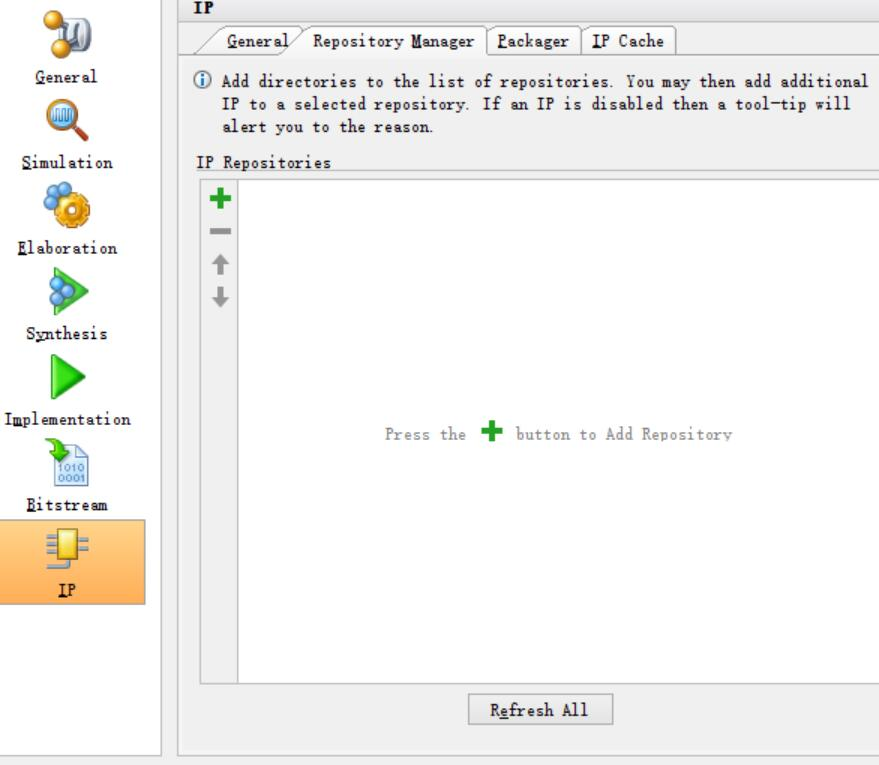 IP
General
Simulation
Elaboration
Synthesis
Implementation
1010
0001
Bitstream
IP
General Repository Manager Packager IP Cache
Add directories to the list of repositories. You may then add additional
IP to a selected repository. If an IP is disabled then a tool-tip will
alert you to the reason.
IP Repositories
Press the + button to Add Repository
Refresh All